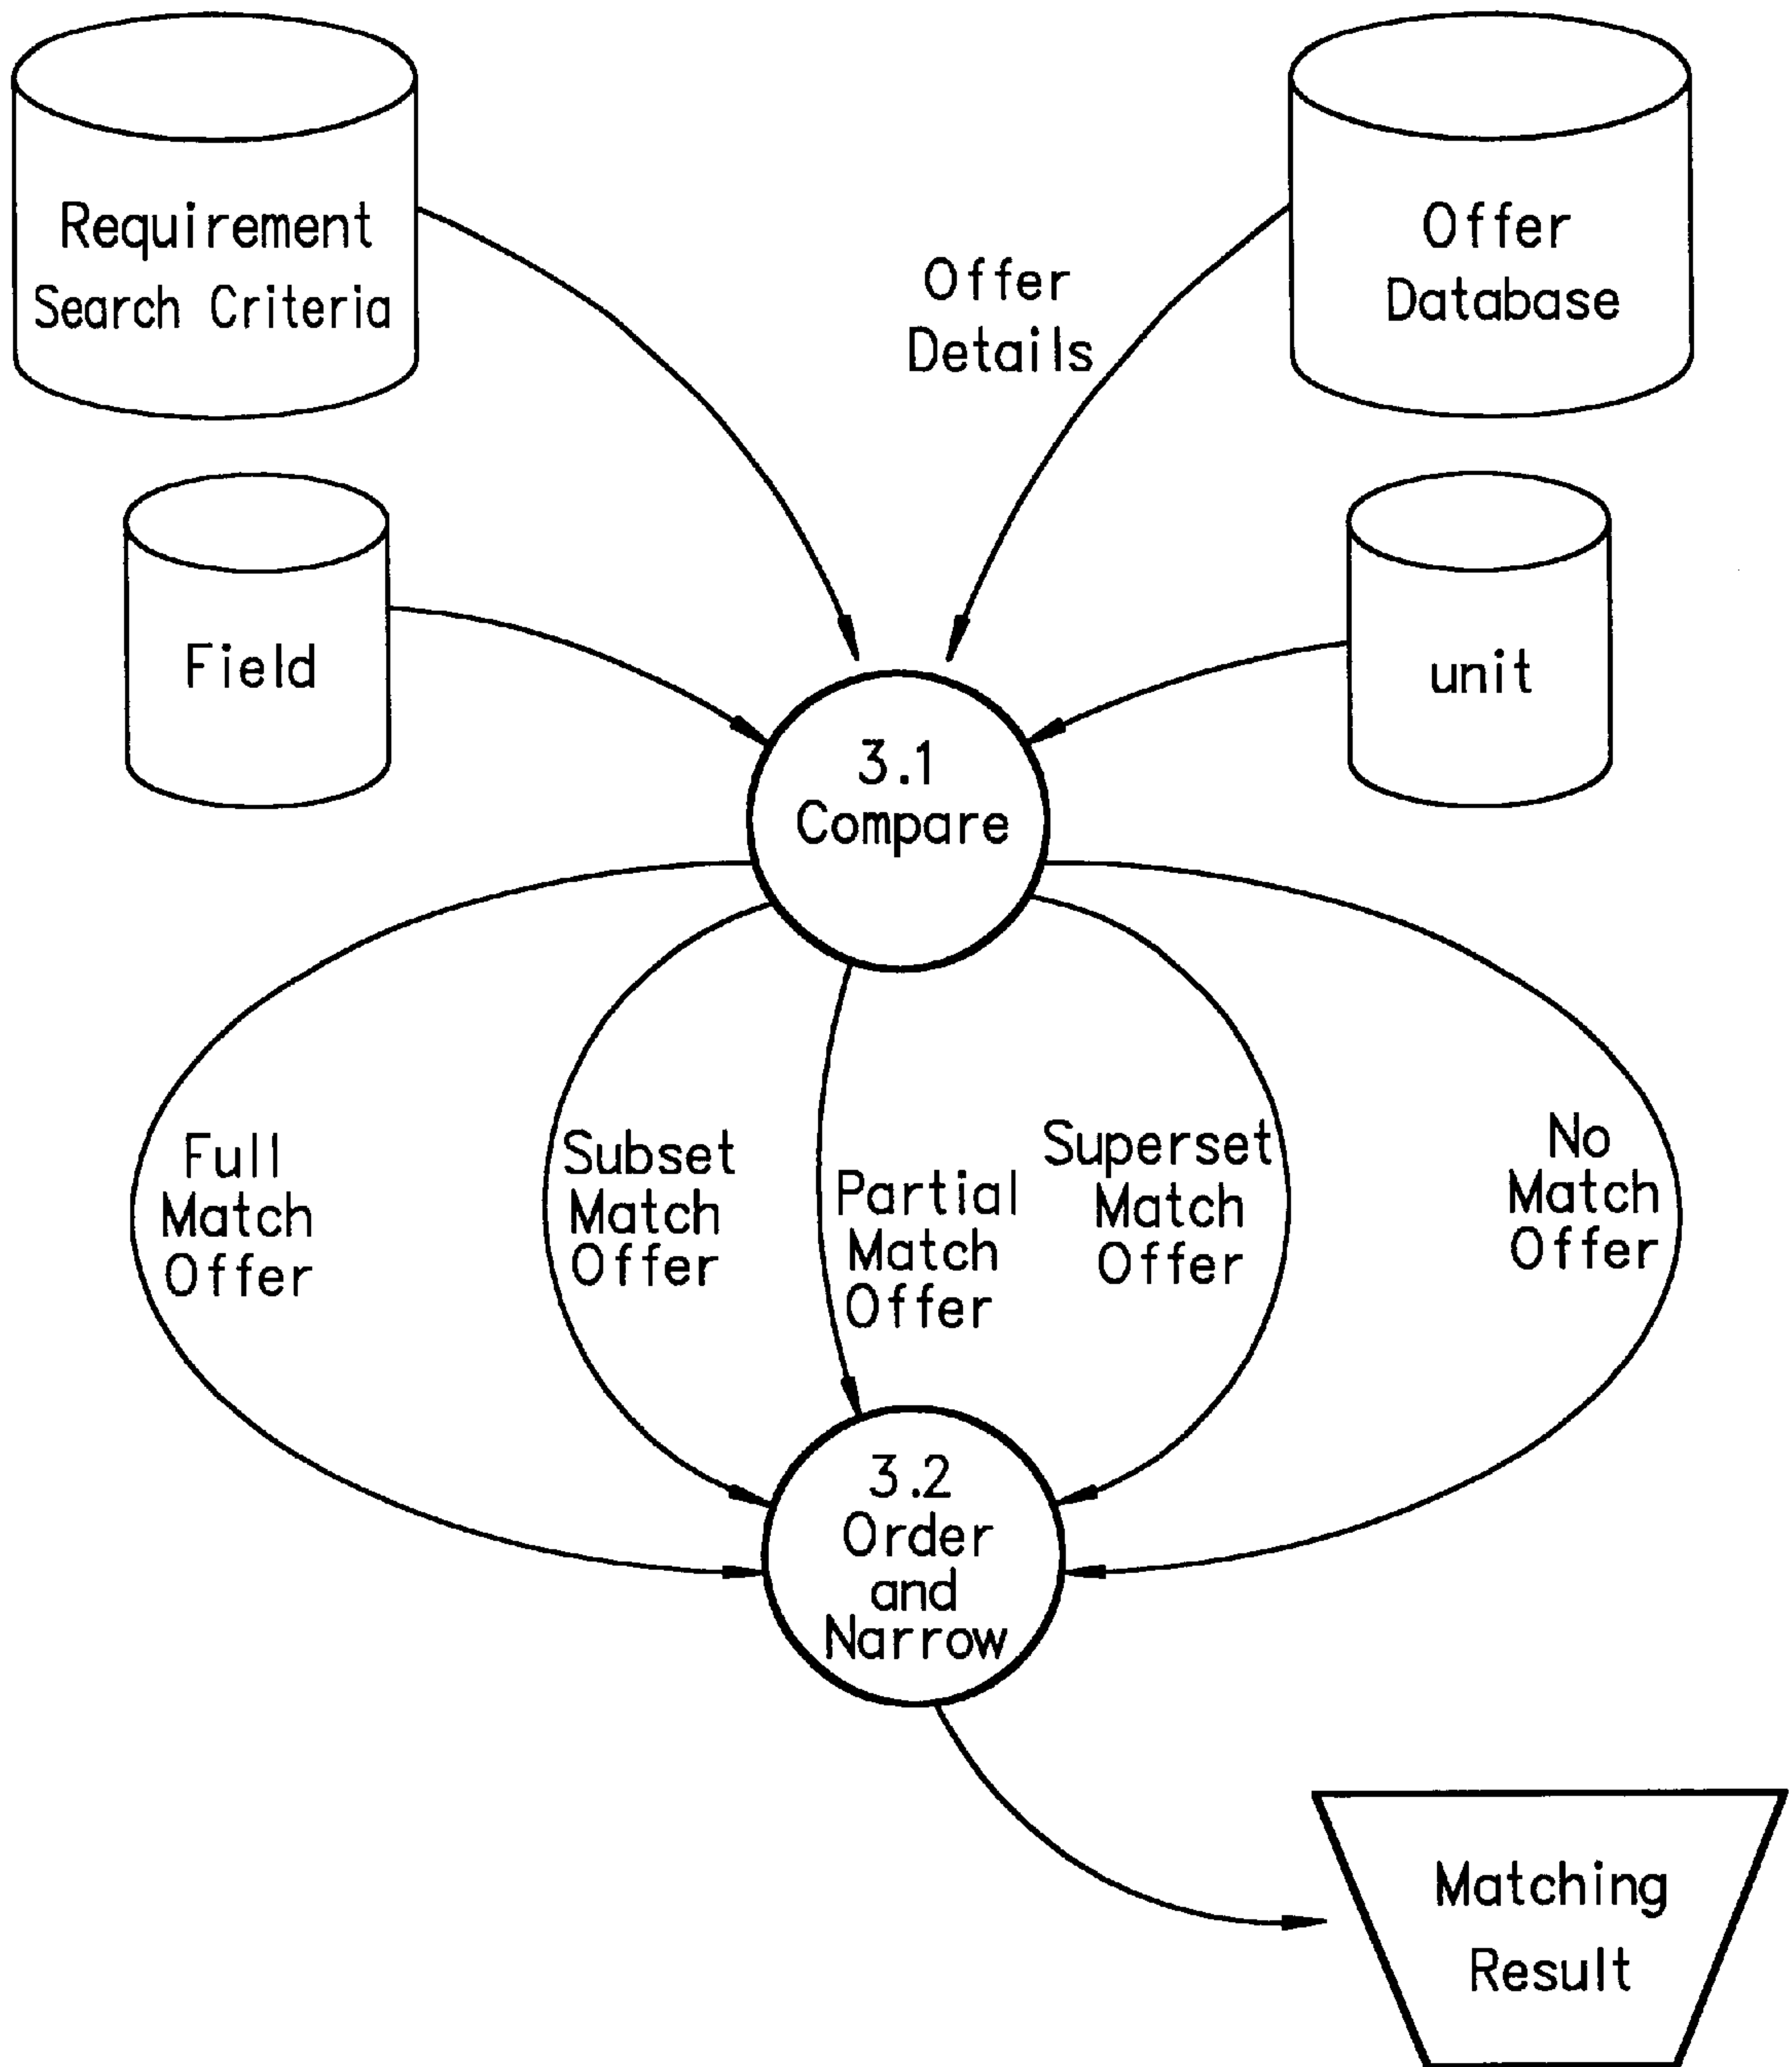 Requirement
Search Criteria
Offer
Details
Offer
Database
Field
unit
3.1
Compare
Full
Match
Offer
Subset
Match
Offer
Partial
Match
Offer
Superset
Match
Offer
No
Match
Offer
3.2
Order
and
Narrow
Matching
Result